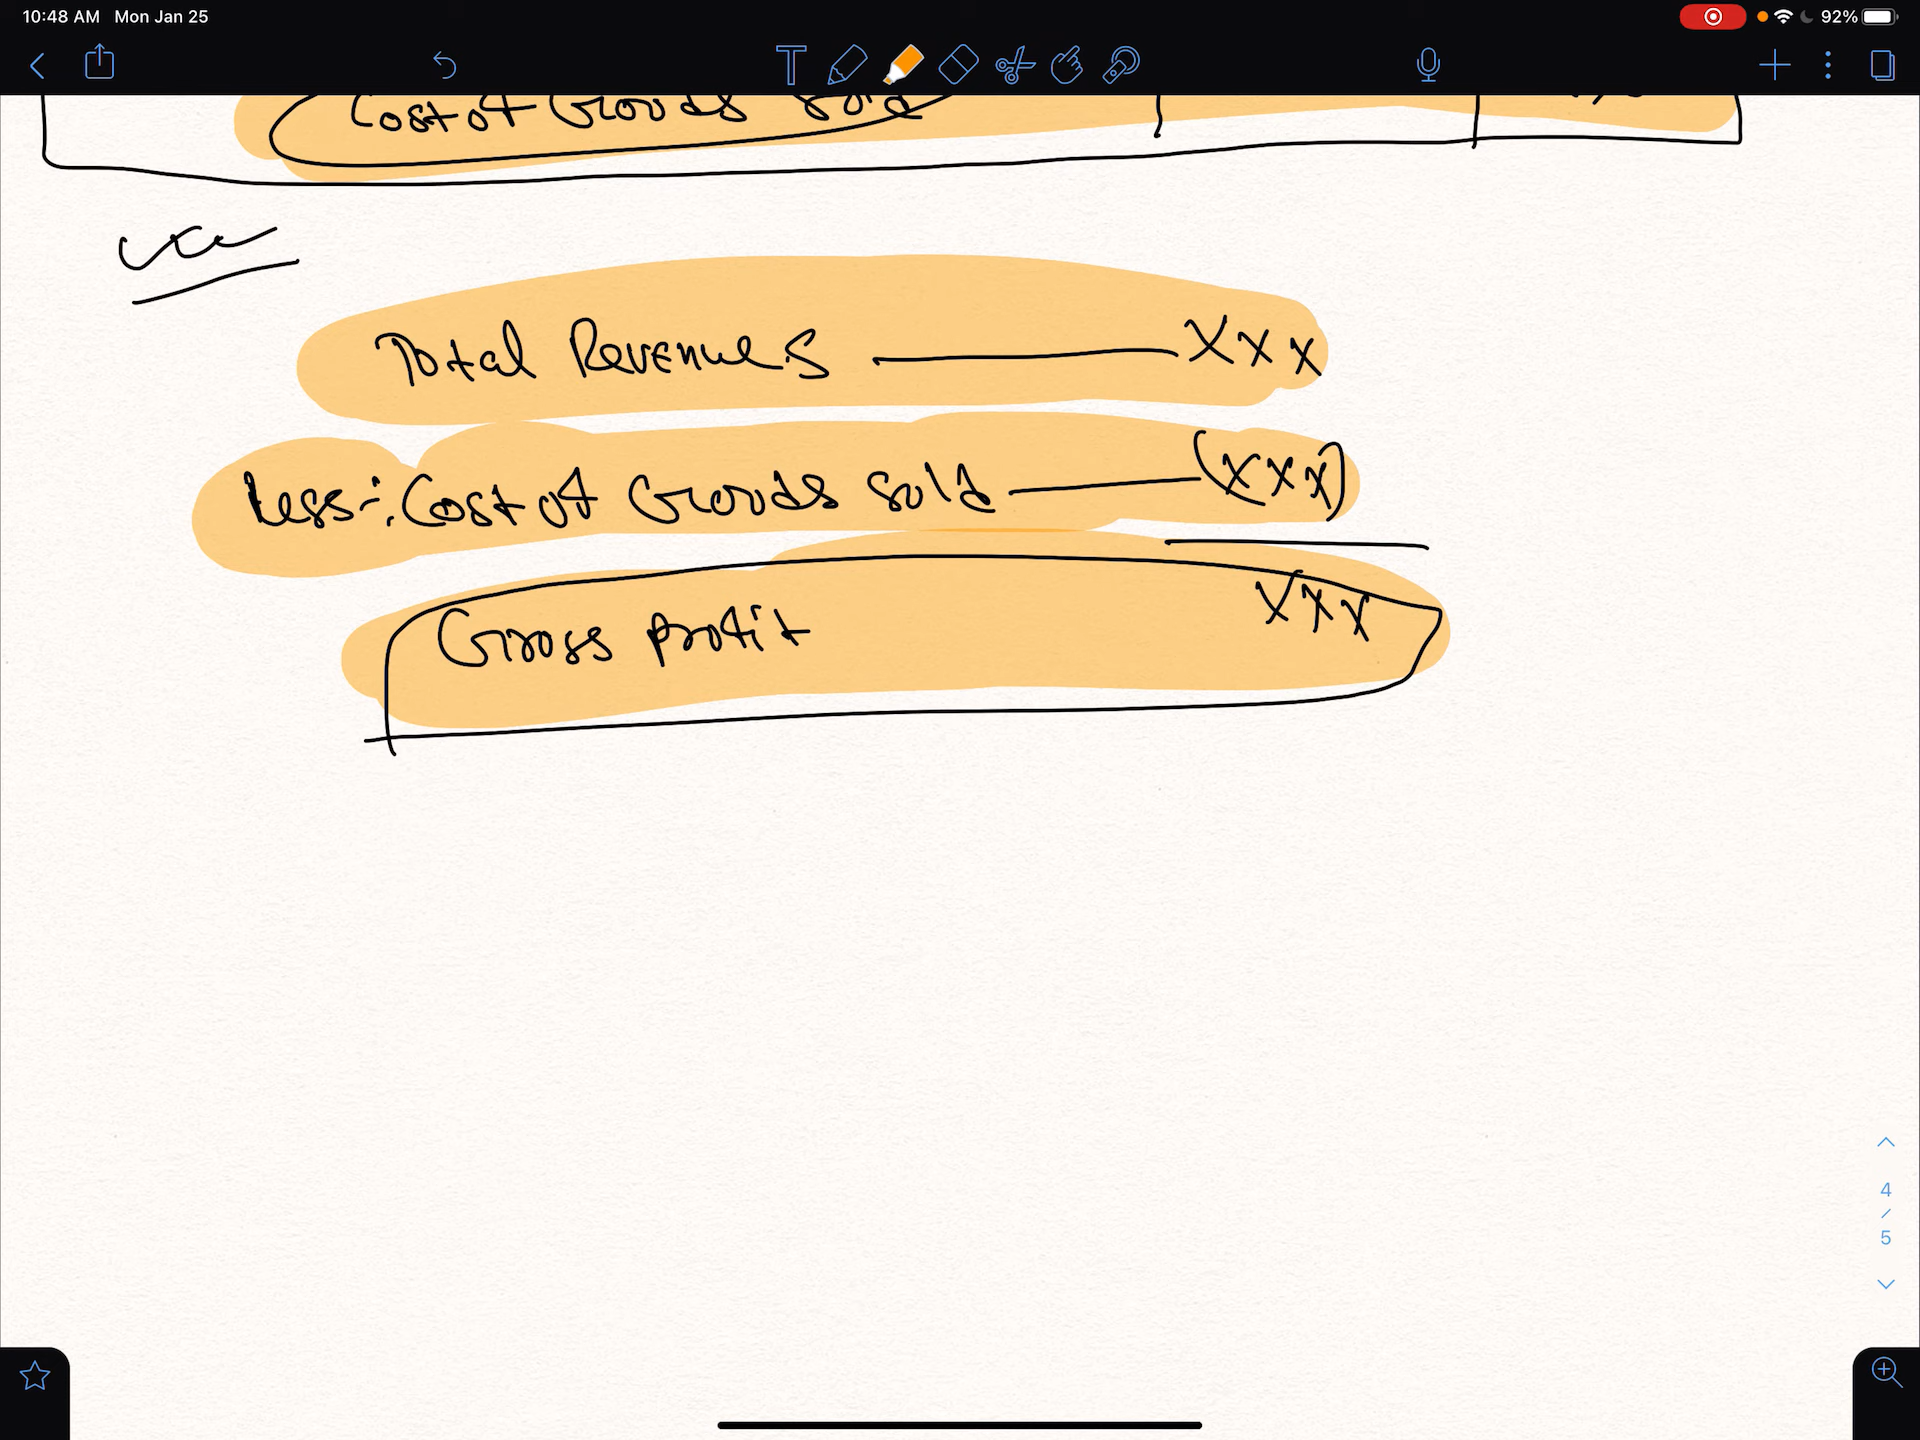 10:48 AM Mon Jan 25
92%
Cost of Goods Sold
Total Revenues XXX
Less:- Cost of Goods Sold (XXX)
Gross Profit XXX
4
/
5